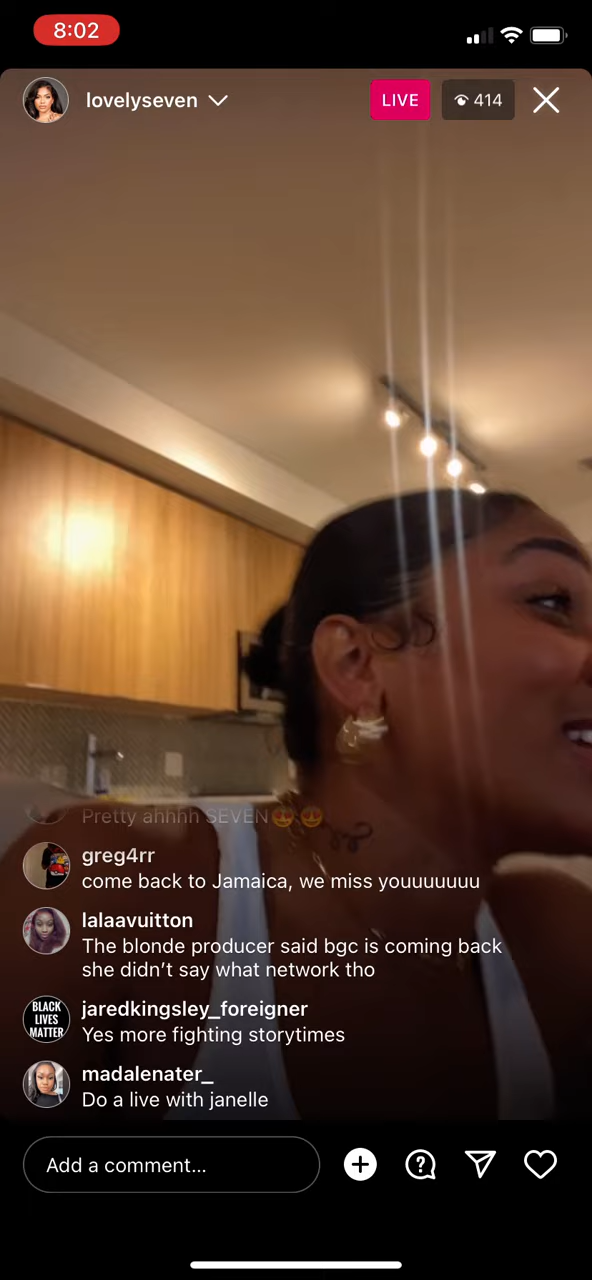 8:02
lovelyseven
LIVE
414
Pretty ahhhh SEVEN😍😍
greg4rr
come back to Jamaica, we miss youuuuuuu
lalaavuitton
The blonde producer said bgc is coming back
she didn’t say what network tho
BLACK
LIVES
MATTER
jaredkingsley_foreigner
Yes more fighting storytimes
madalenater_
Do a live with janelle
Add a comment...